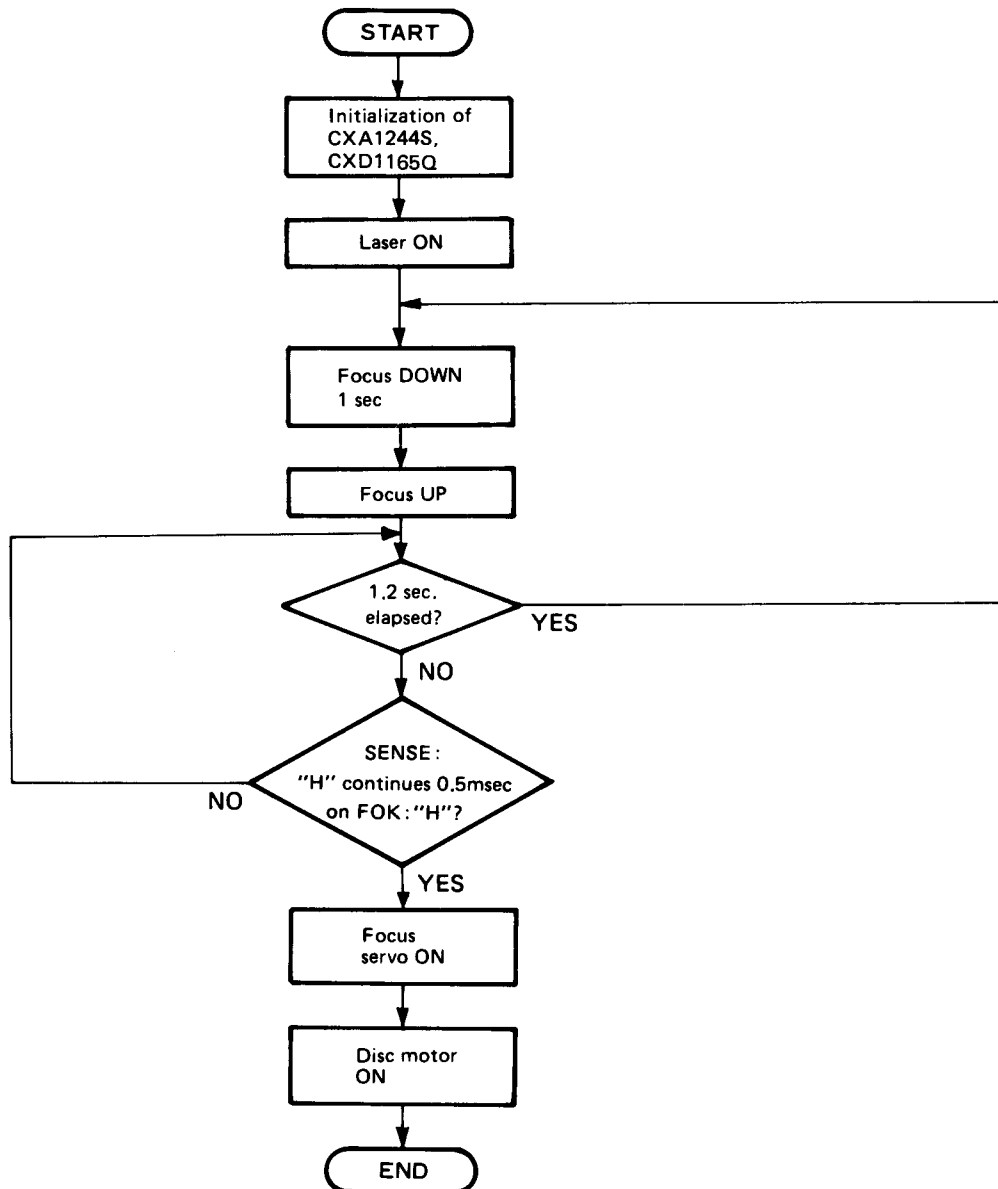 START
Initialization of
CXA1244S,
CXD1165Q
Laser ON
Focus DOWN
1 sec
Focus UP
1.2 sec.
elapsed?
YES
NO
SENSE:
"H" continues 0.5msec
on FOK: "H"?
NO
YES
Focus
servo ON
Disc motor
ON
END